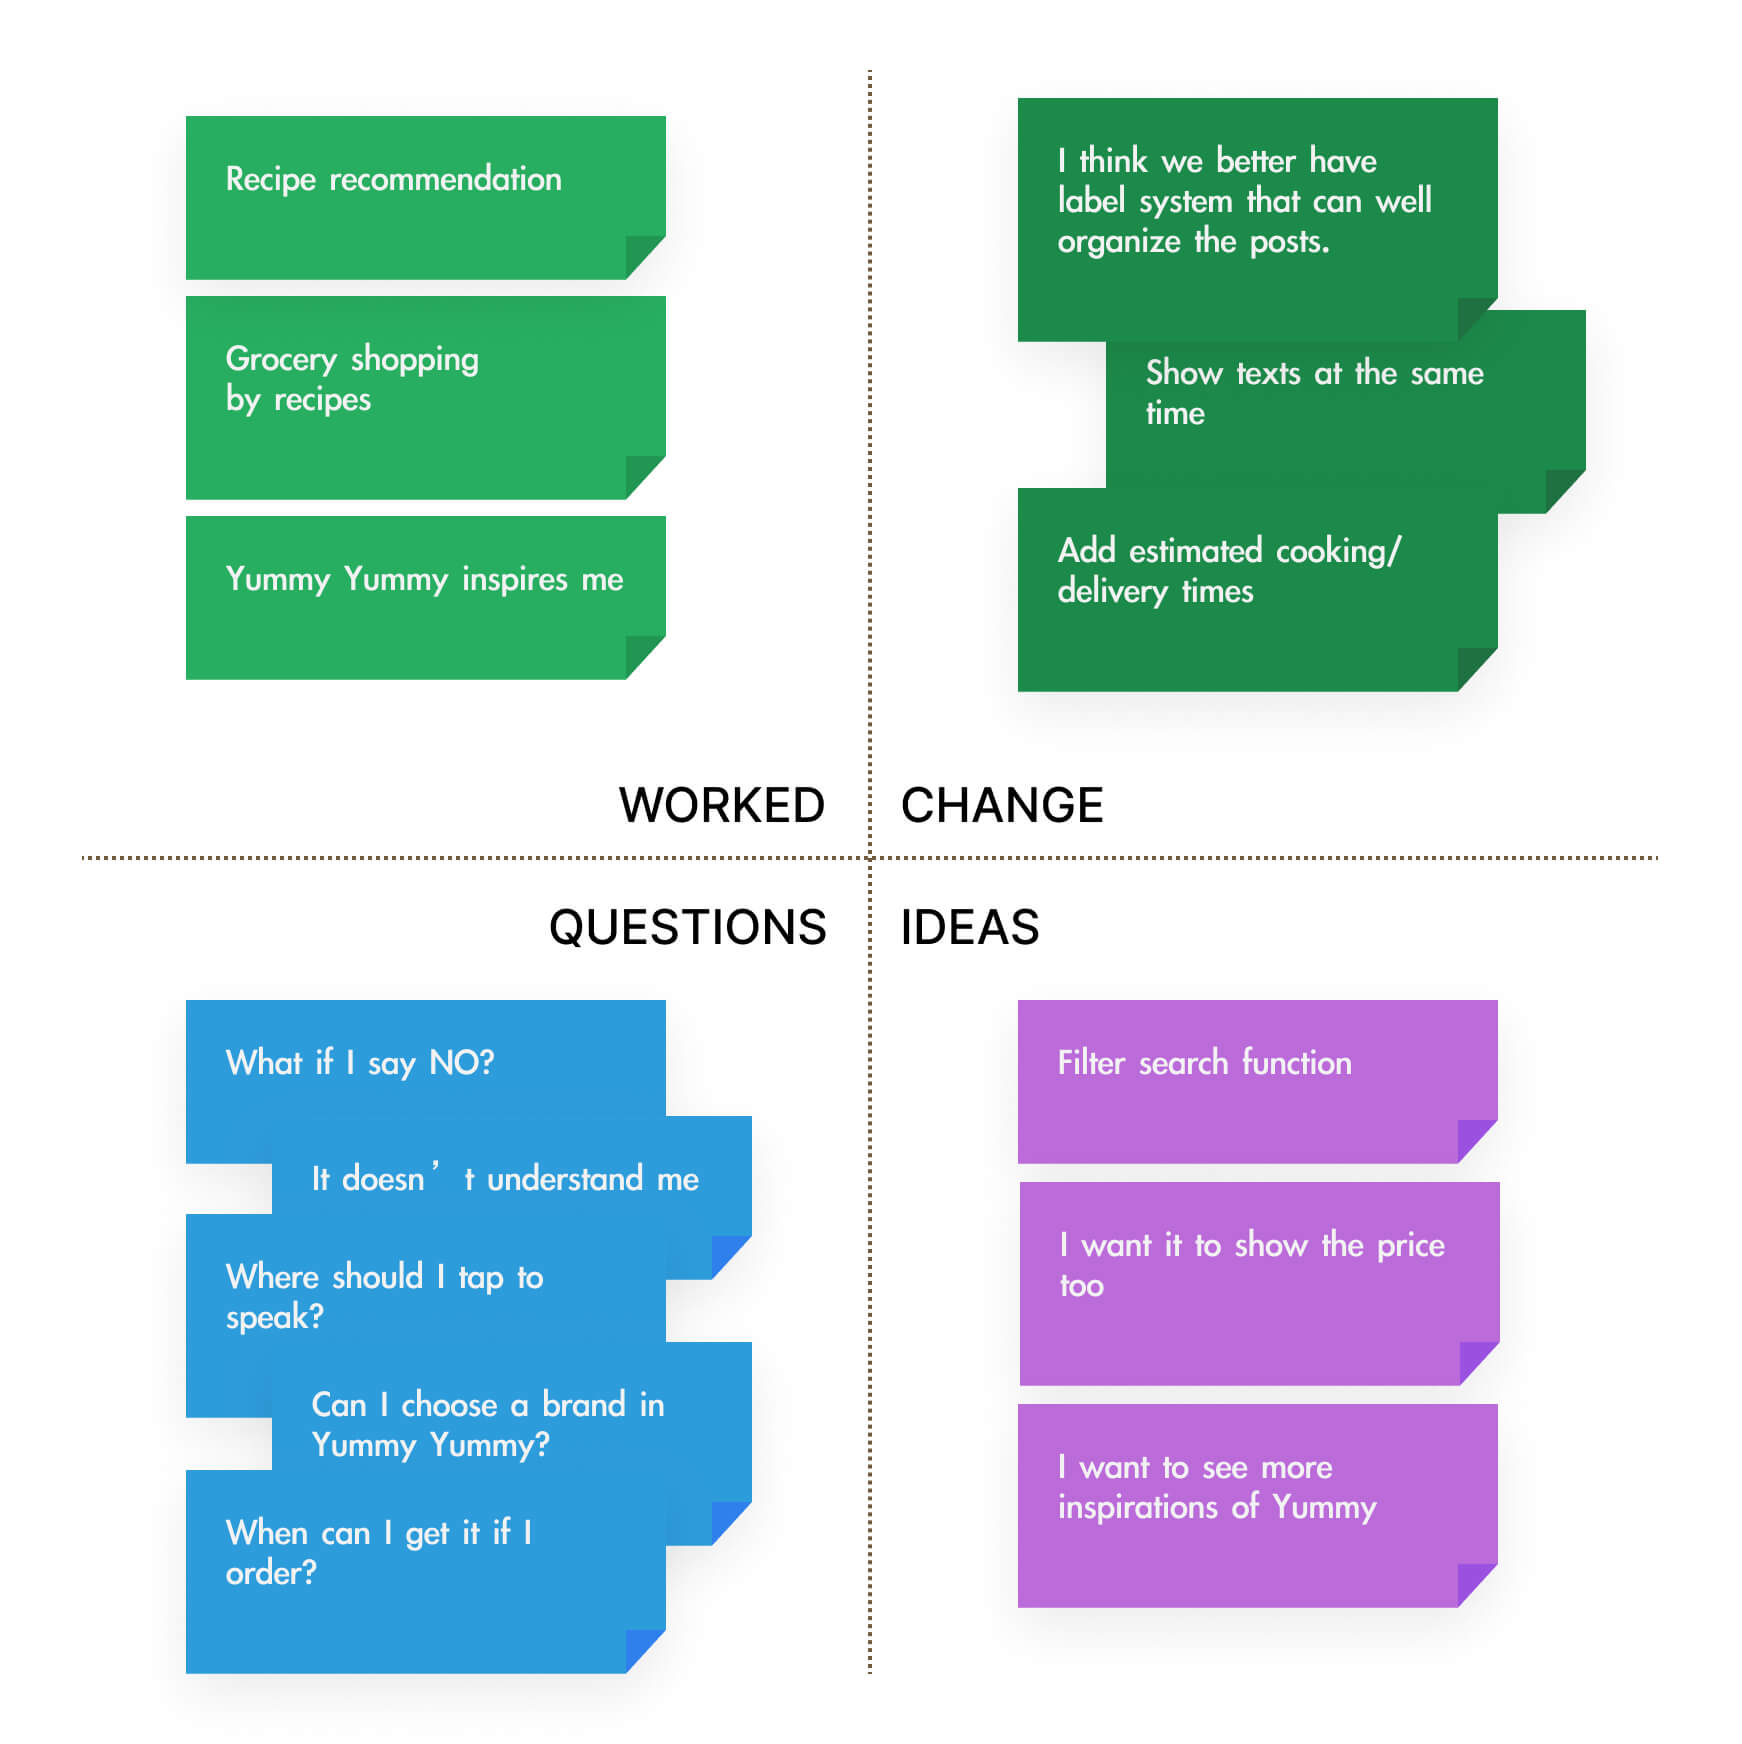 Recipe recommendation
Grocery shopping
by recipes
Yummy Yummy inspires me
WORKED
I think we better have
label system that can well
organize the posts.
Show texts at the same
time
Add estimated cooking/
delivery times
CHANGE
QUESTIONS
What if I say NO?
It doesn’t understand me
Where should I tap to
speak?
Can I choose a brand in
Yummy Yummy?
When can I get it if I
order?
IDEAS
Filter search function
I want it to show the price
too
I want to see more
inspirations of Yummy